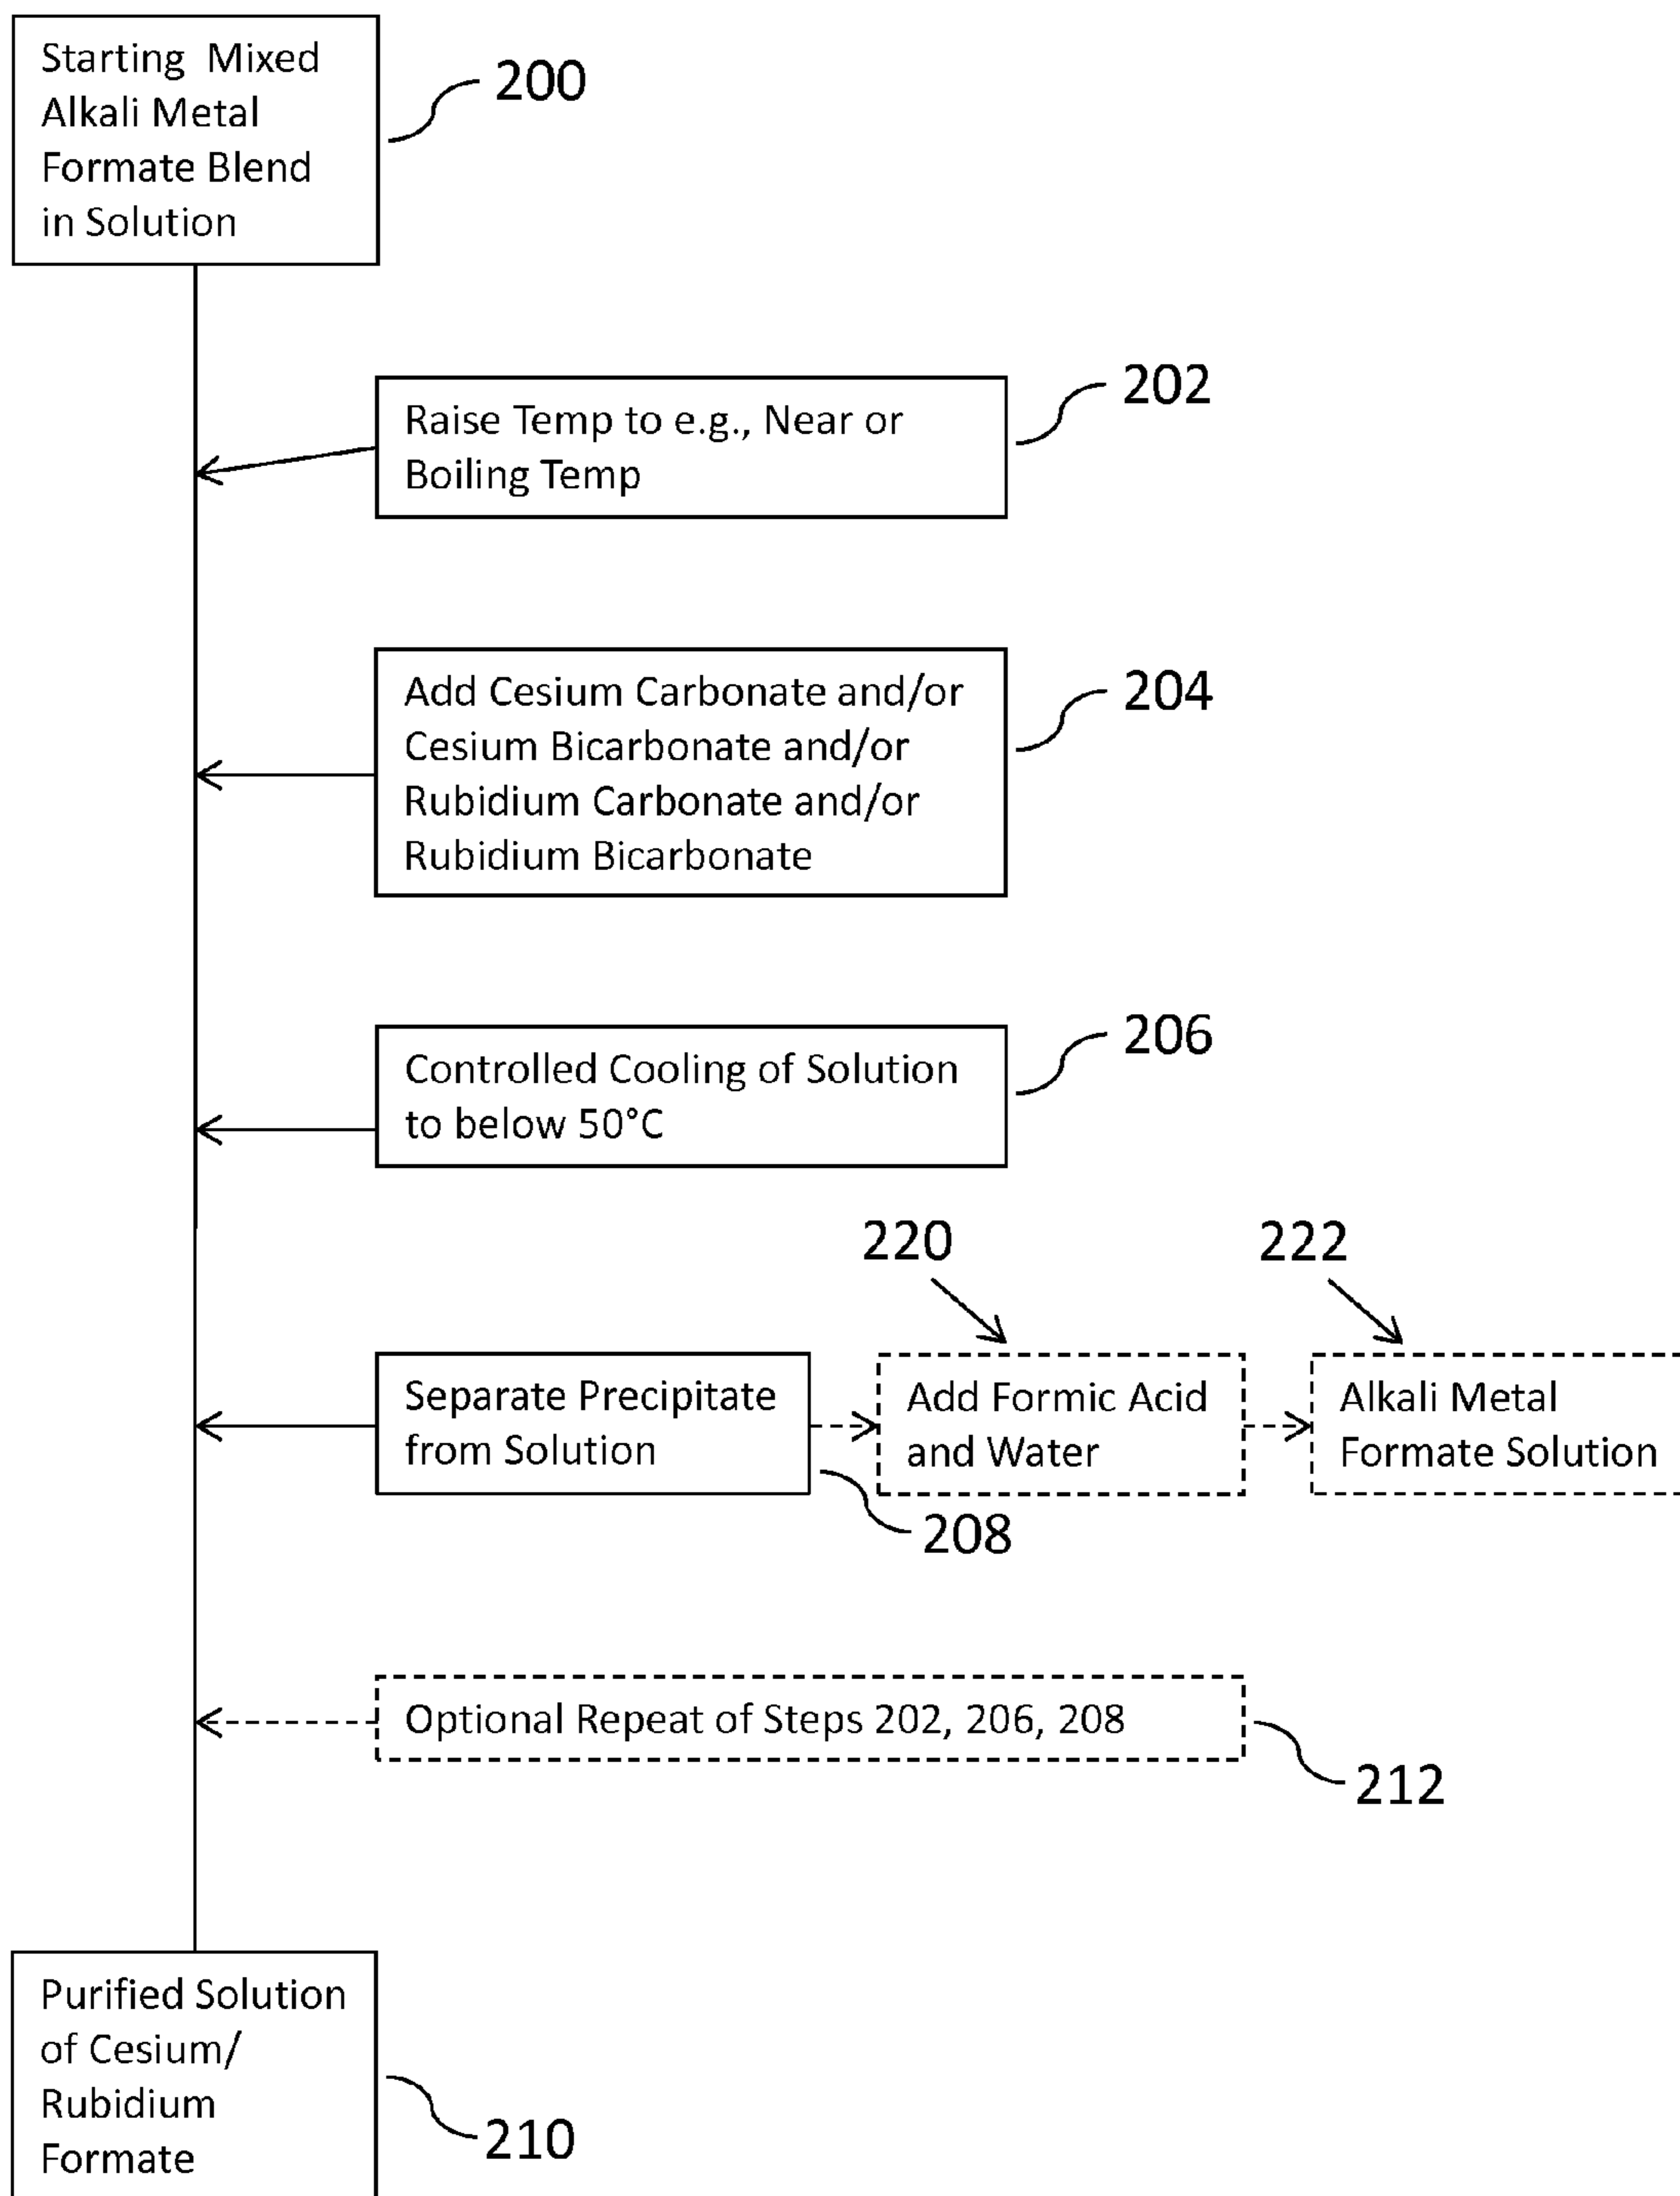 Starting Mixed
Alkali Metal
Formate Blend
in Solution
200
Raise Temp to e.g., Near or
Boiling Temp
202
Add Cesium Carbonate and/or
Cesium Bicarbonate and/or
Rubidium Carbonate and/or
Rubidium Bicarbonate
204
Controlled Cooling of Solution
to below 50°C
206
Separate Precipitate
from Solution
208
220
Add Formic Acid
and Water
222
Alkali Metal
Formate Solution
Optional Repeat of Steps 202, 206, 208
212
Purified Solution
of Cesium/
Rubidium
Formate
210